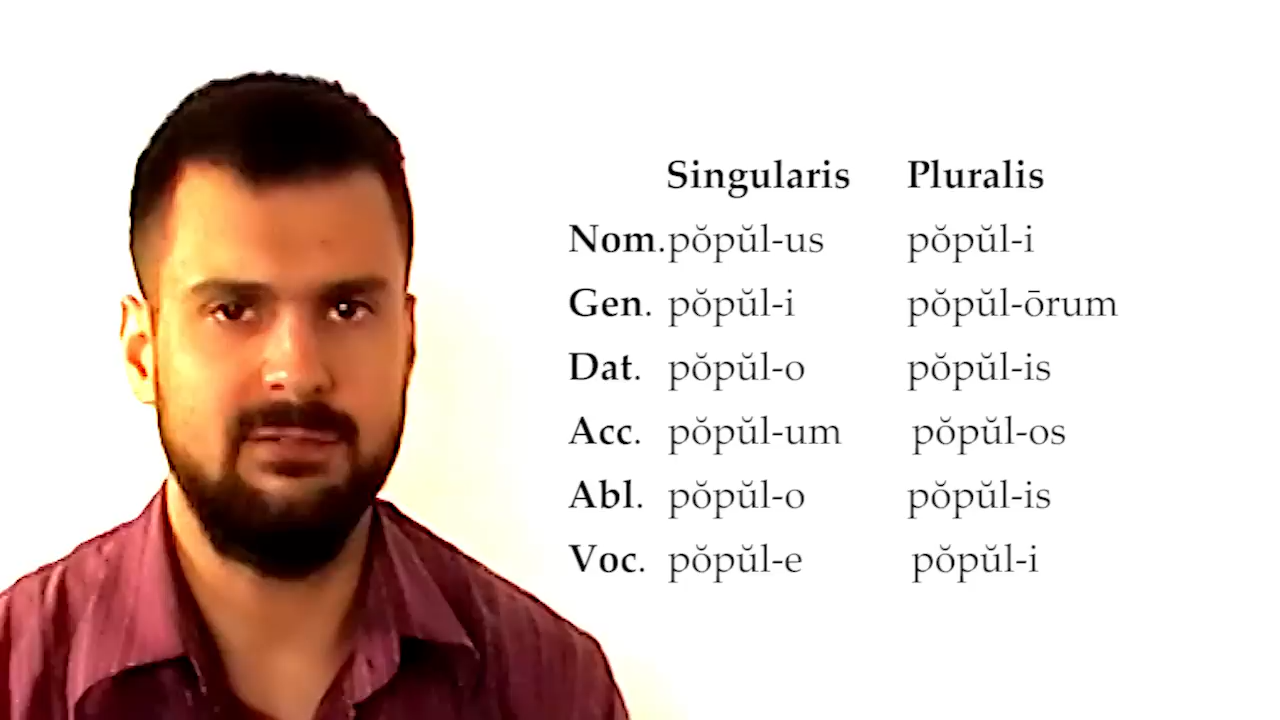 Singularis Pluralis
Nom. pŏpŭl-us pŏpŭl-i
Gen. pŏpŭl-i pŏpŭl-ōrum
Dat. pŏpŭl-o pŏpŭl-is
Acc. pŏpŭl-um pŏpŭl-os
Abl. pŏpŭl-o pŏpŭl-is
Voc. pŏpŭl-e pŏpŭl-i